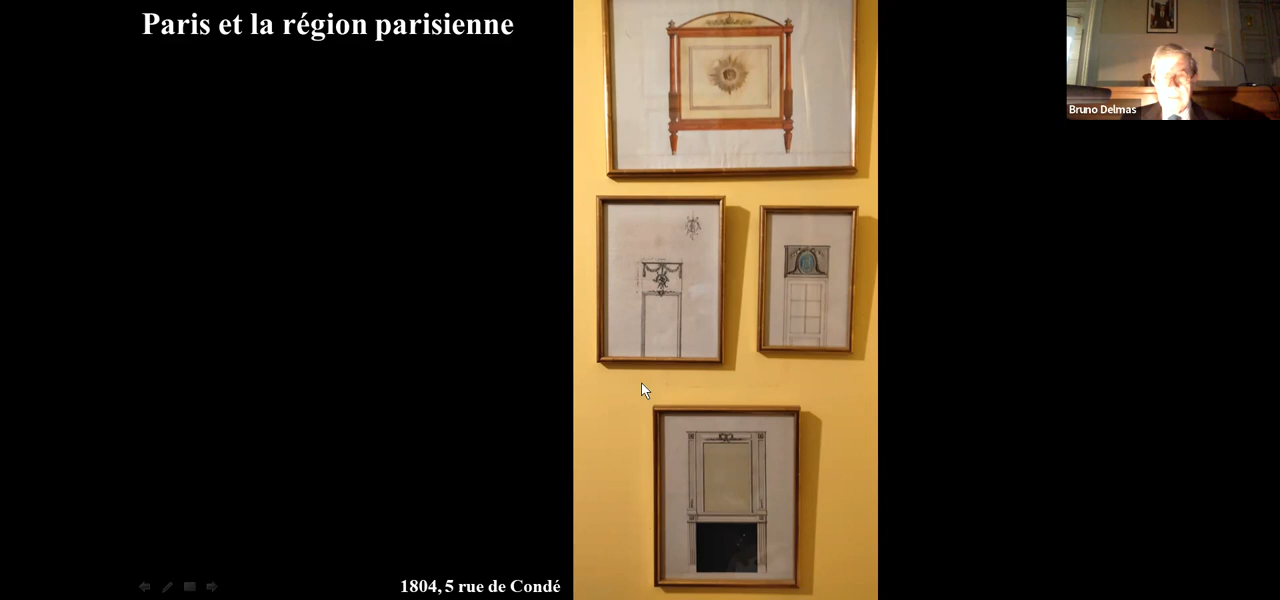 Paris et la région parisienne
Bruno Delmas
1804, 5 rue de Condé